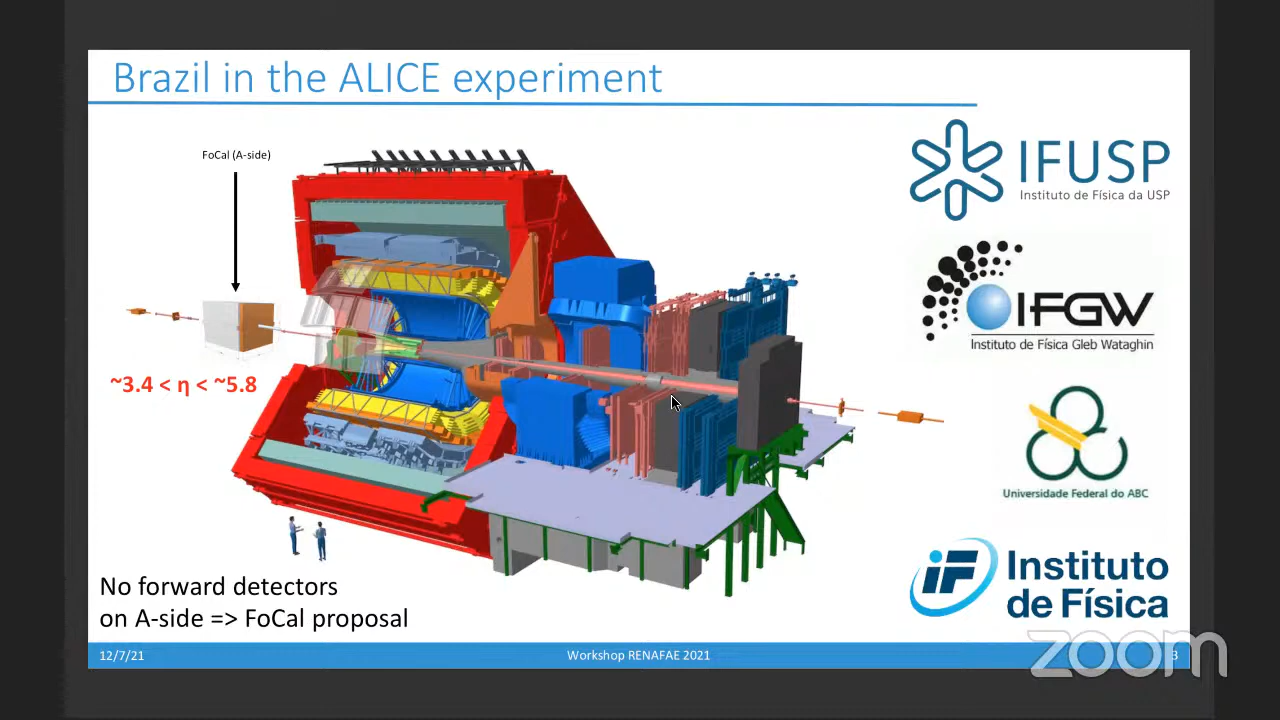 Brazil in the ALICE experiment
FoCal (A-side)
~3.4 < η < ~5.8
No forward detectors
on A-side => FoCal proposal
IFUSP
Instituto de Física da USP
IFGW
Instituto de Física Gleb Wataghin
Universidade Federal do ABC
iF Instituto
de Física
12/7/21
Workshop RENAFAE 2021
3
zoom